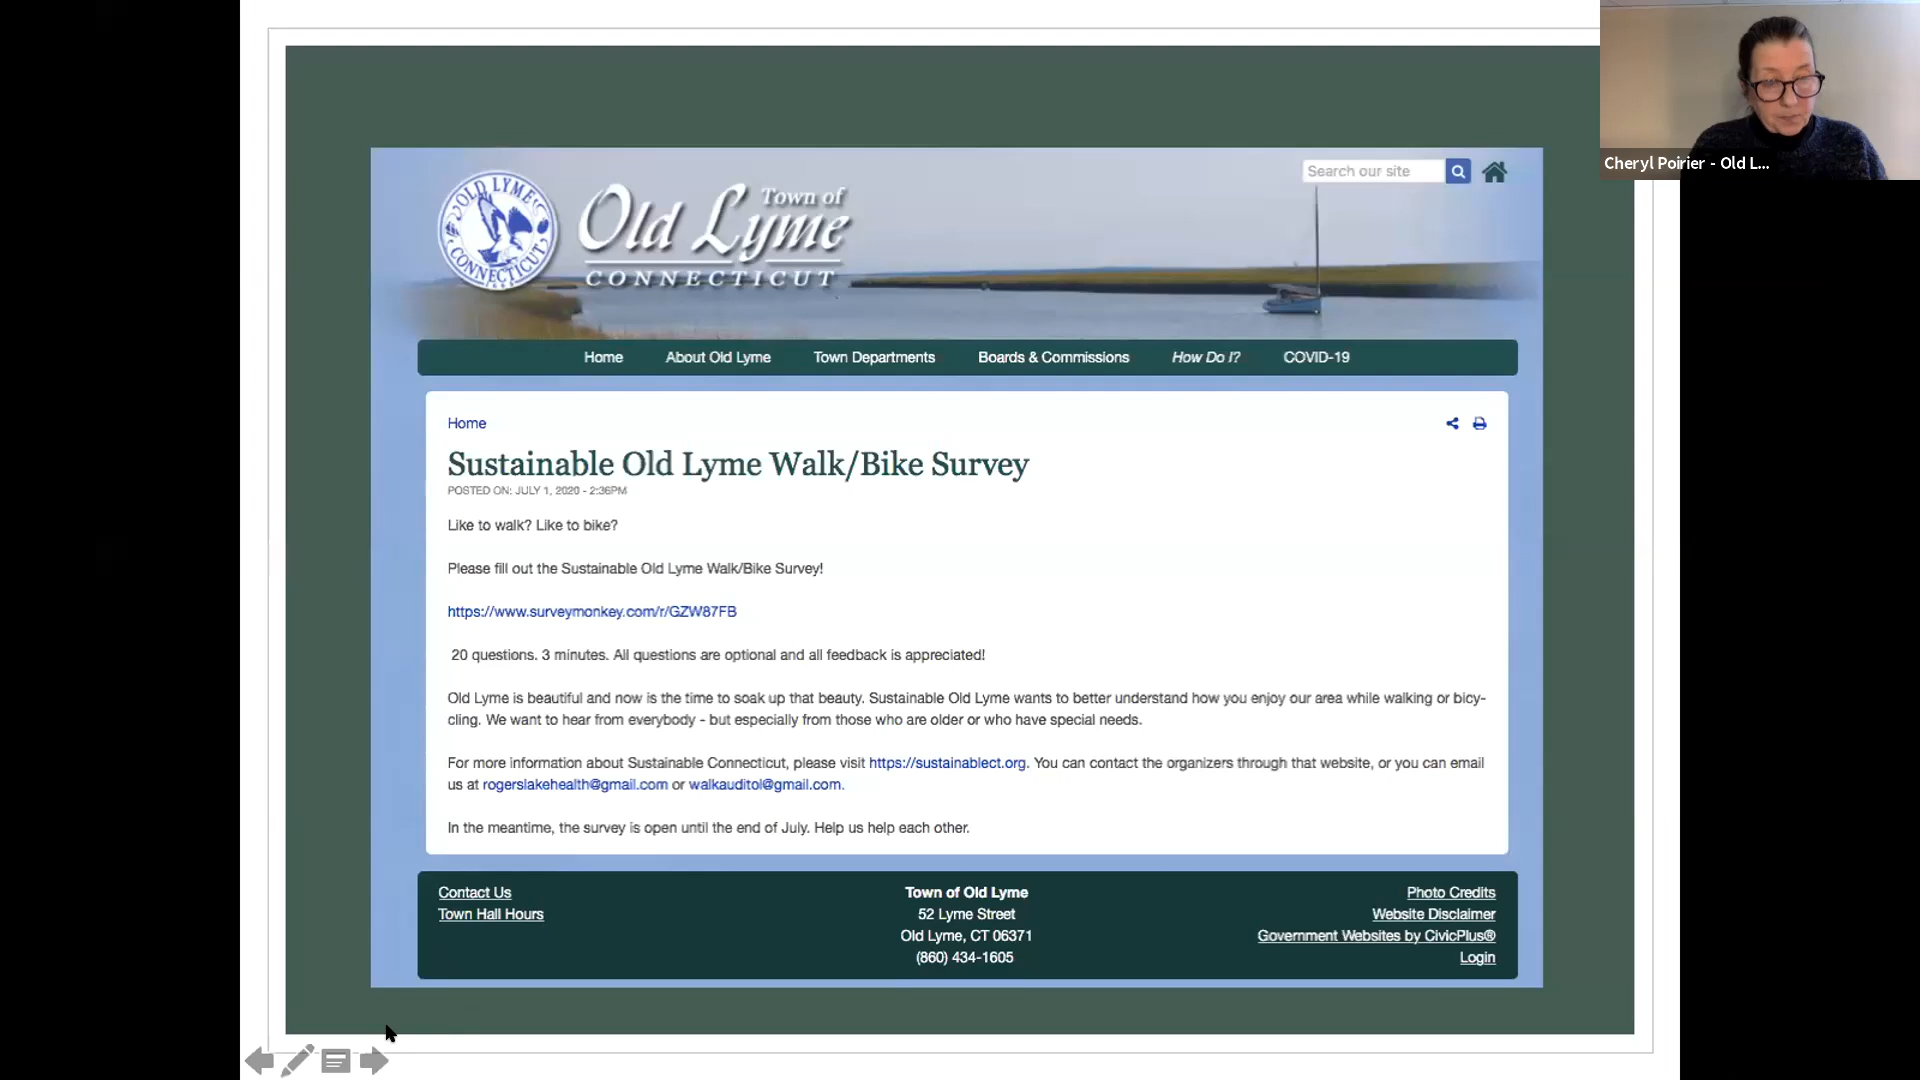 Cheryl Poirier - Old L...
Search our site
OLD LYME
CONNECTICUT
Town of
Old Lyme
CONNECTICUT
Home About Old Lyme Town Departments Boards & Commissions How Do I? COVID-19
Home
Sustainable Old Lyme Walk/Bike Survey
POSTED ON: JULY 1, 2020 - 2:36PM
Like to walk? Like to bike?
Please fill out the Sustainable Old Lyme Walk/Bike Survey!
https://www.surveymonkey.com/r/GZW87FB
20 questions. 3 minutes. All questions are optional and all feedback is appreciated!
Old Lyme is beautiful and now is the time to soak up that beauty. Sustainable Old Lyme wants to better understand how you enjoy our area while walking or bicy-
cling. We want to hear from everybody - but especially from those who are older or who have special needs.
For more information about Sustainable Connecticut, please visit https://sustainablect.org. You can contact the organizers through that website, or you can email
us at rogerslakehealth@gmail.com or walkauditol@gmail.com.
In the meantime, the survey is open until the end of July. Help us help each other.
Contact Us
Town Hall Hours
Town of Old Lyme
52 Lyme Street
Old Lyme, CT 06371
(860) 434-1605
Photo Credits
Website Disclaimer
Government Websites by CivicPlus®
Login